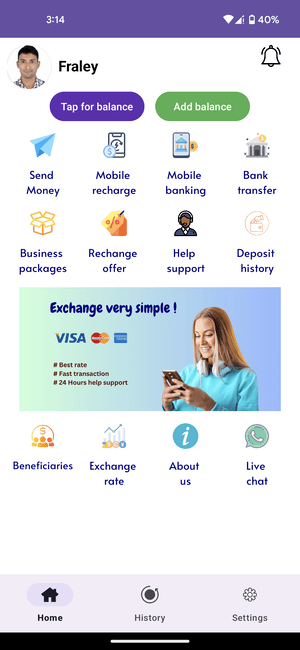 3:14
40%
Fraley
Tap for balance
Add balance
Send
Money
Mobile
recharge
Mobile
banking
Bank
transfer
Business
packages
Rechange
offer
Help
support
Deposit
history
Exchange very simple !
VISA
# Best rate
# Fast transaction
# 24 Hours help support
Beneficiaries
Exchange
rate
About
us
Live
chat
Home
History
Settings